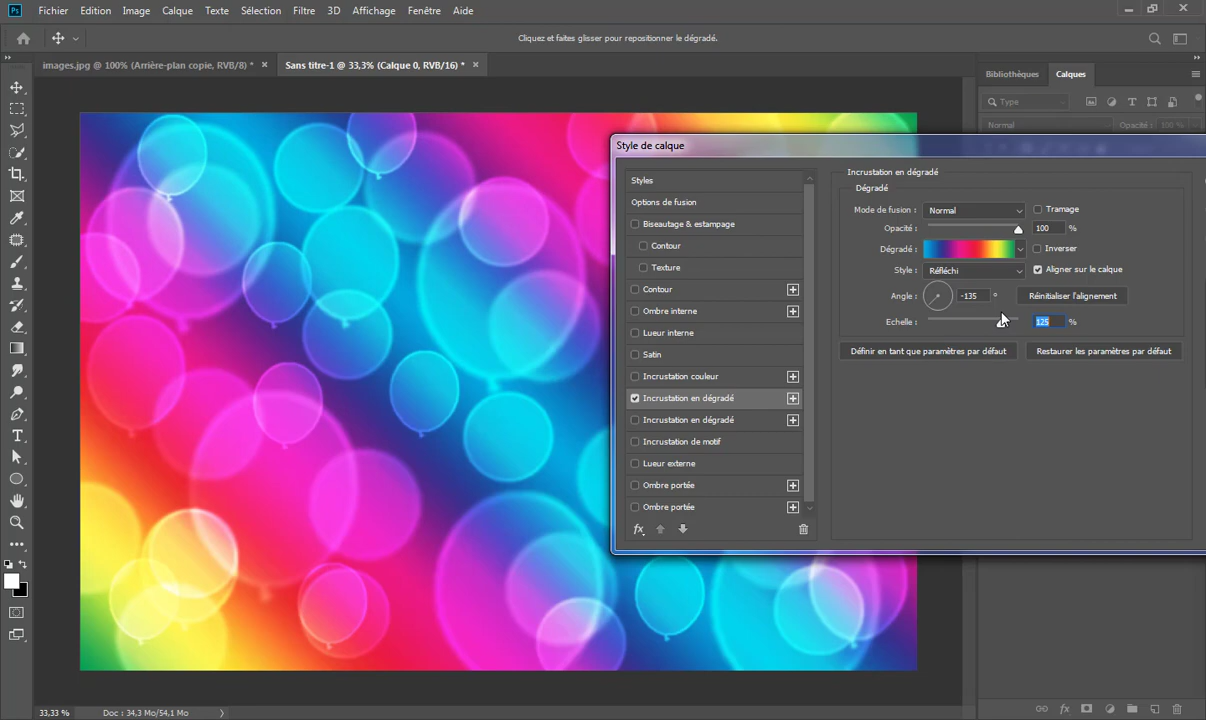 Ps Fichier Edition Image Calque Texte Sélection Filtre 3D Affichage Fenêtre Aide
Cliquez et faites glisser pour repositionner le dégradé.
images.jpg @ 100% (Arrière-plan copie, RVB/8) * Sans titre-1 @ 33,3% (Calque 0, RVB/16) *
Bibliothèques Calques
Type
Normal Opacité : 100 %
Style de calque
Styles
Options de fusion
Biseautage & estampage
Contour
Texture
Contour
Ombre interne
Lueur interne
Satin
Incrustation couleur
Incrustation en dégradé
Incrustation en dégradé
Incrustation de motif
Lueur externe
Ombre portée
Ombre portée
fx
Incrustation en dégradé
Dégradé
Mode de fusion : Normal Tramage
Opacité : 100 %
Dégradé : Inverser
Style : Réfléchi Aligner sur le calque
Angle : -135 ° Réinitialiser l'alignement
Echelle : 125 %
Définir en tant que paramètres par défaut Restaurer les paramètres par défaut
33,33 % Doc : 34,3 Mo/54,1 Mo
fx